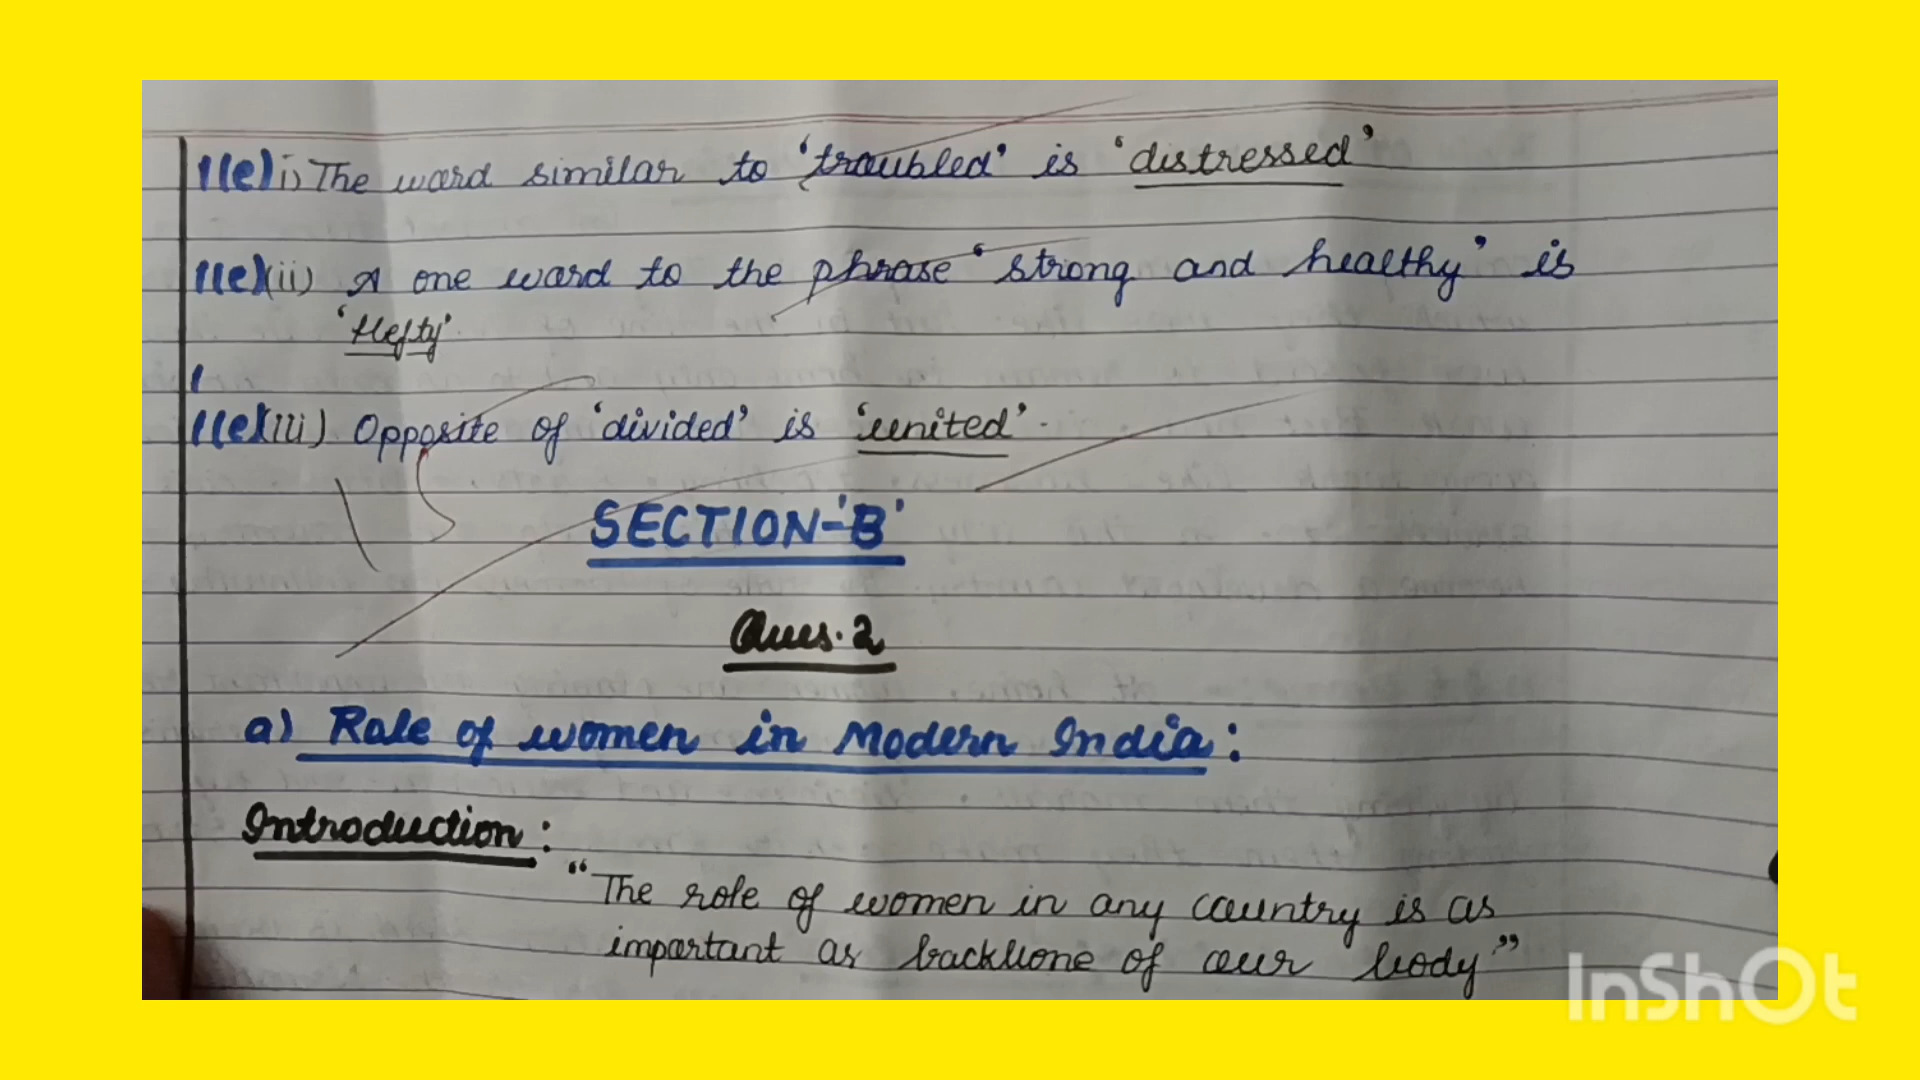 1(e) i) The word similar to 'troubled' is 'distressed'
1(e)(ii) A one word to the phrase 'strong and healthy' is
'Hefty'.
1(e)(iii) Opposite of 'divided' is 'united'.
SECTION-'B'
Ques. 2
a) Role of women in Modern India:
Introduction:
"The role of women in any country is as
important as backbone of our body"
InShOt